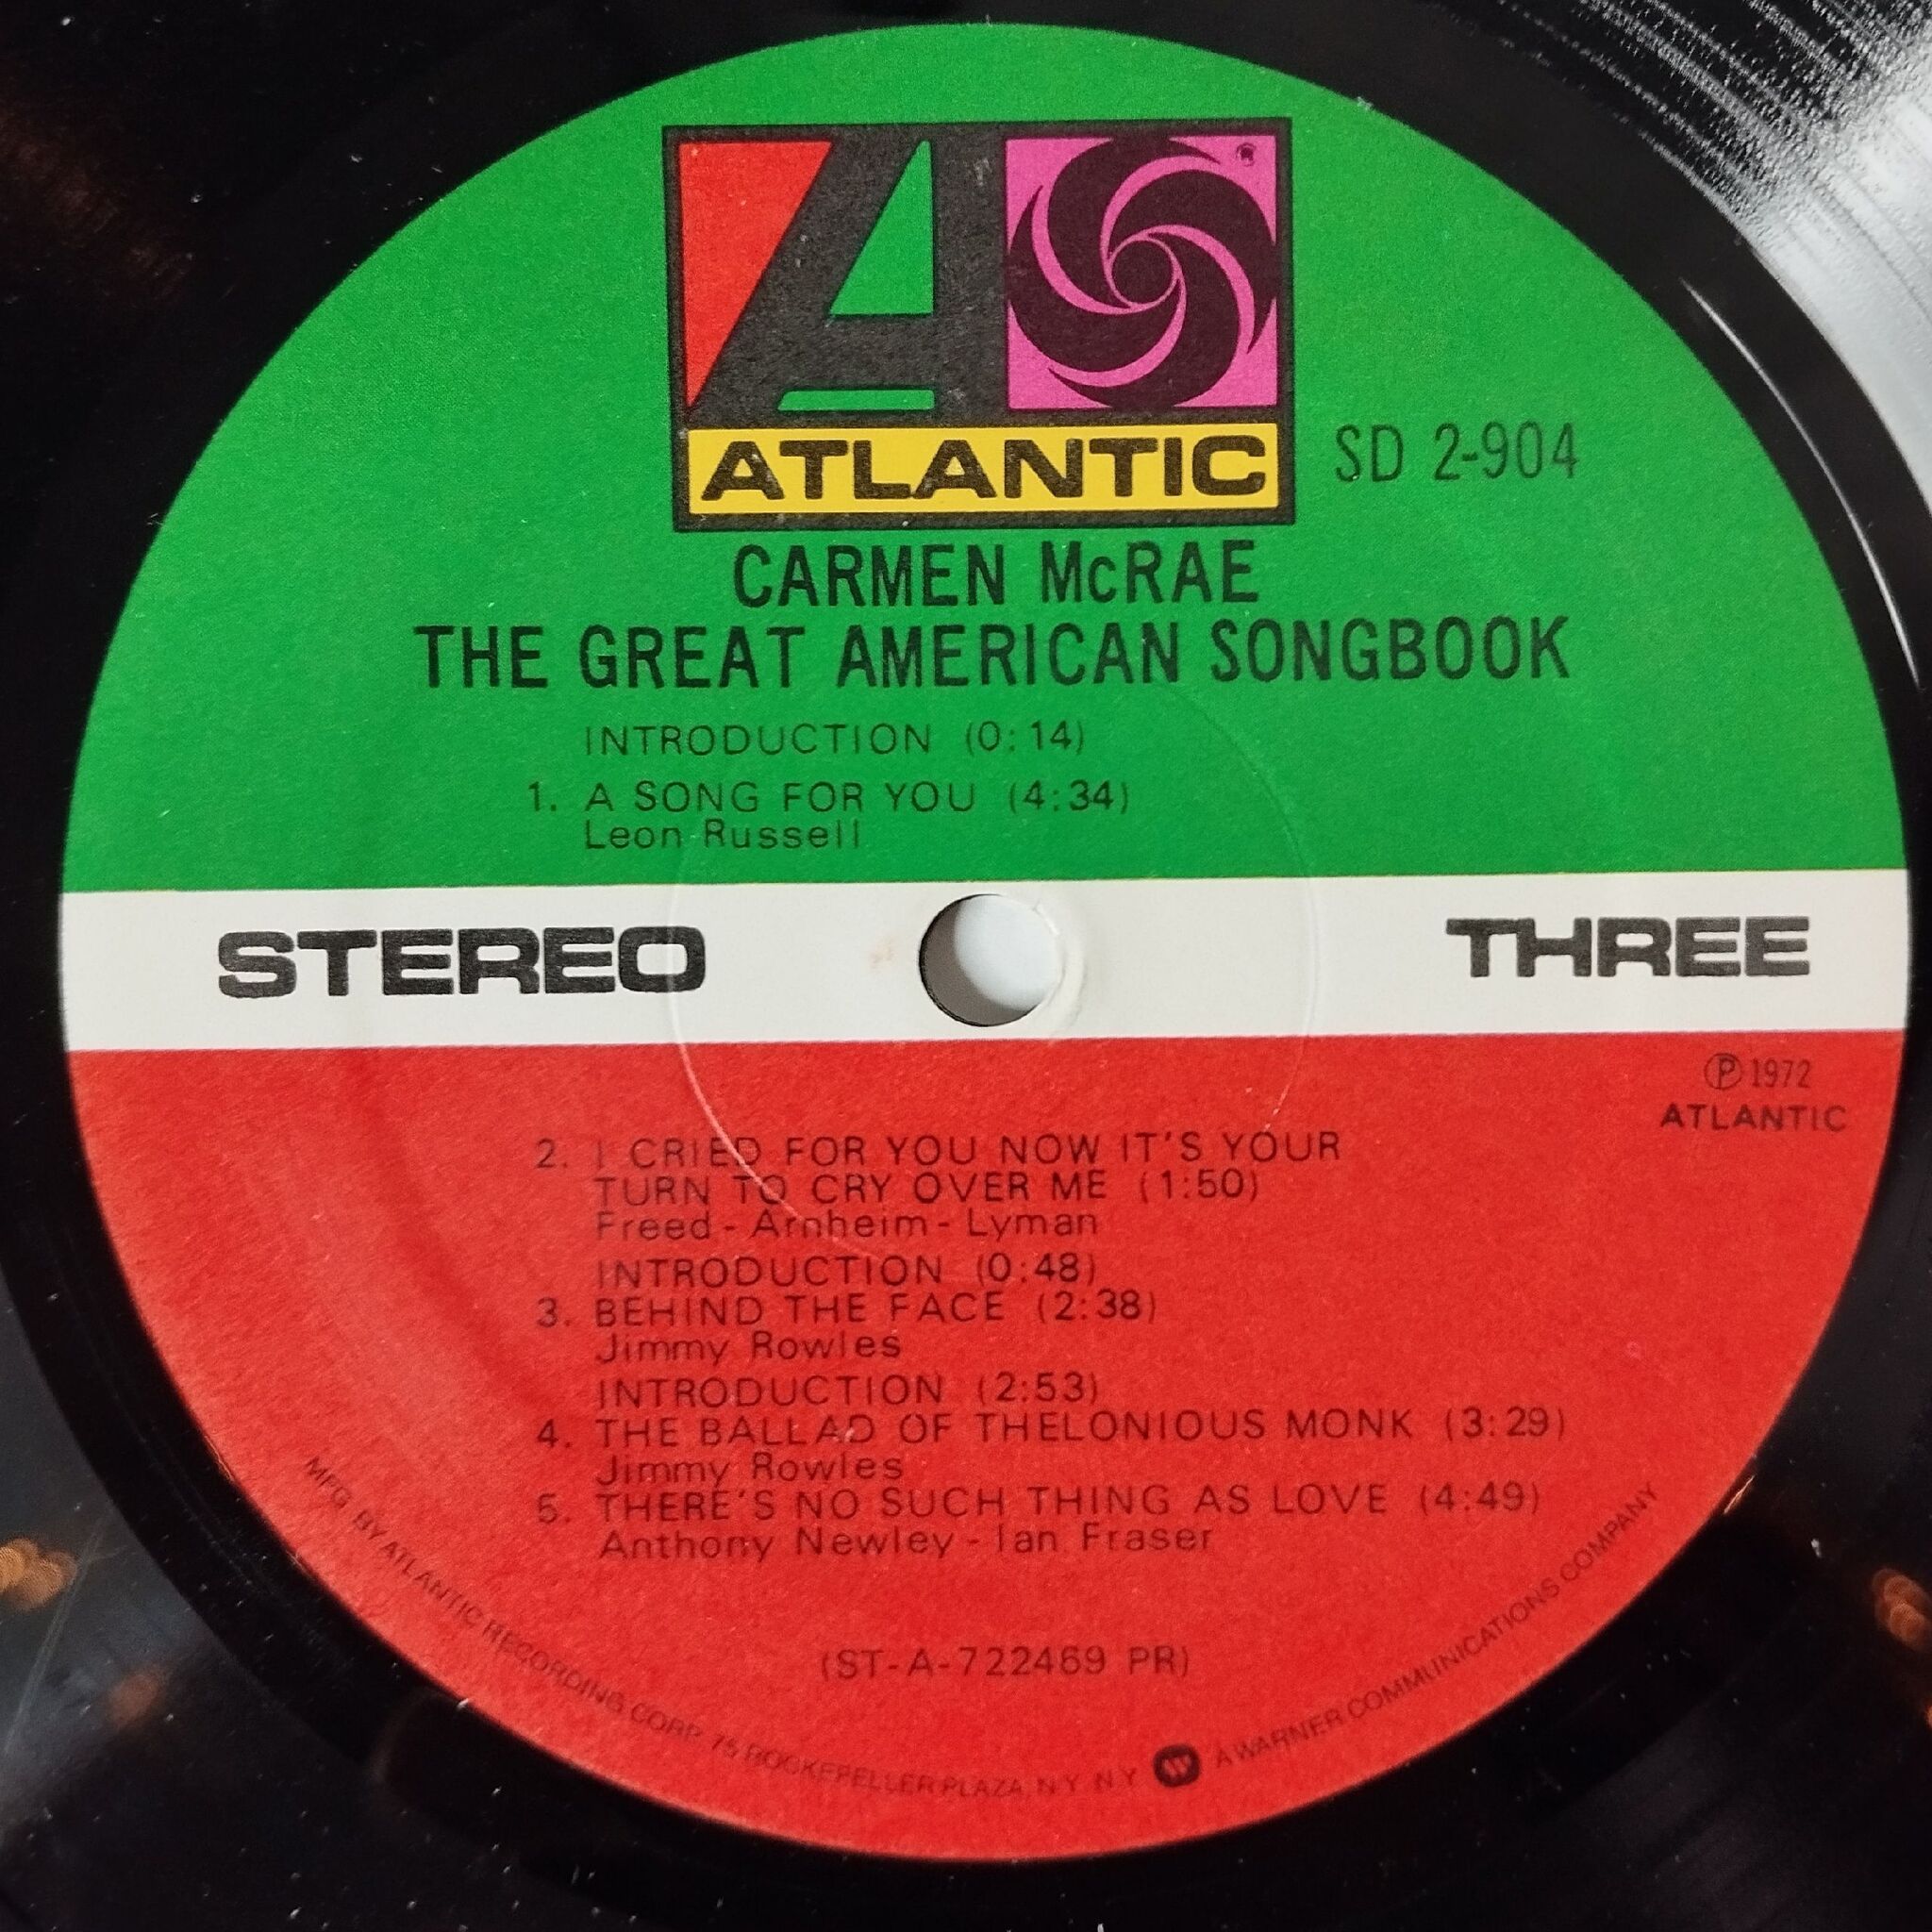 ATLANTIC
SD 2-904
CARMEN McRAE
THE GREAT AMERICAN SONGBOOK
INTRODUCTION (0:14)
1. A SONG FOR YOU (4:34)
Leon Russell
STEREO
THREE
Ⓟ 1972
ATLANTIC
2. I CRIED FOR YOU NOW IT'S YOUR
TURN TO CRY OVER ME (1:50)
Freed - Arnheim - Lyman
INTRODUCTION (0:48)
3. BEHIND THE FACE (2:38)
Jimmy Rowles
INTRODUCTION (2:53)
4. THE BALLAD OF THELONIOUS MONK (3:29)
Jimmy Rowles
5. THERE'S NO SUCH THING AS LOVE (4:49)
Anthony Newley - Ian Fraser
(ST-A-722469 PR)
MFG. BY ATLANTIC RECORDING CORP. 75 ROCKEFELLER PLAZA, N.Y. N.Y. W A WARNER COMMUNICATIONS COMPANY